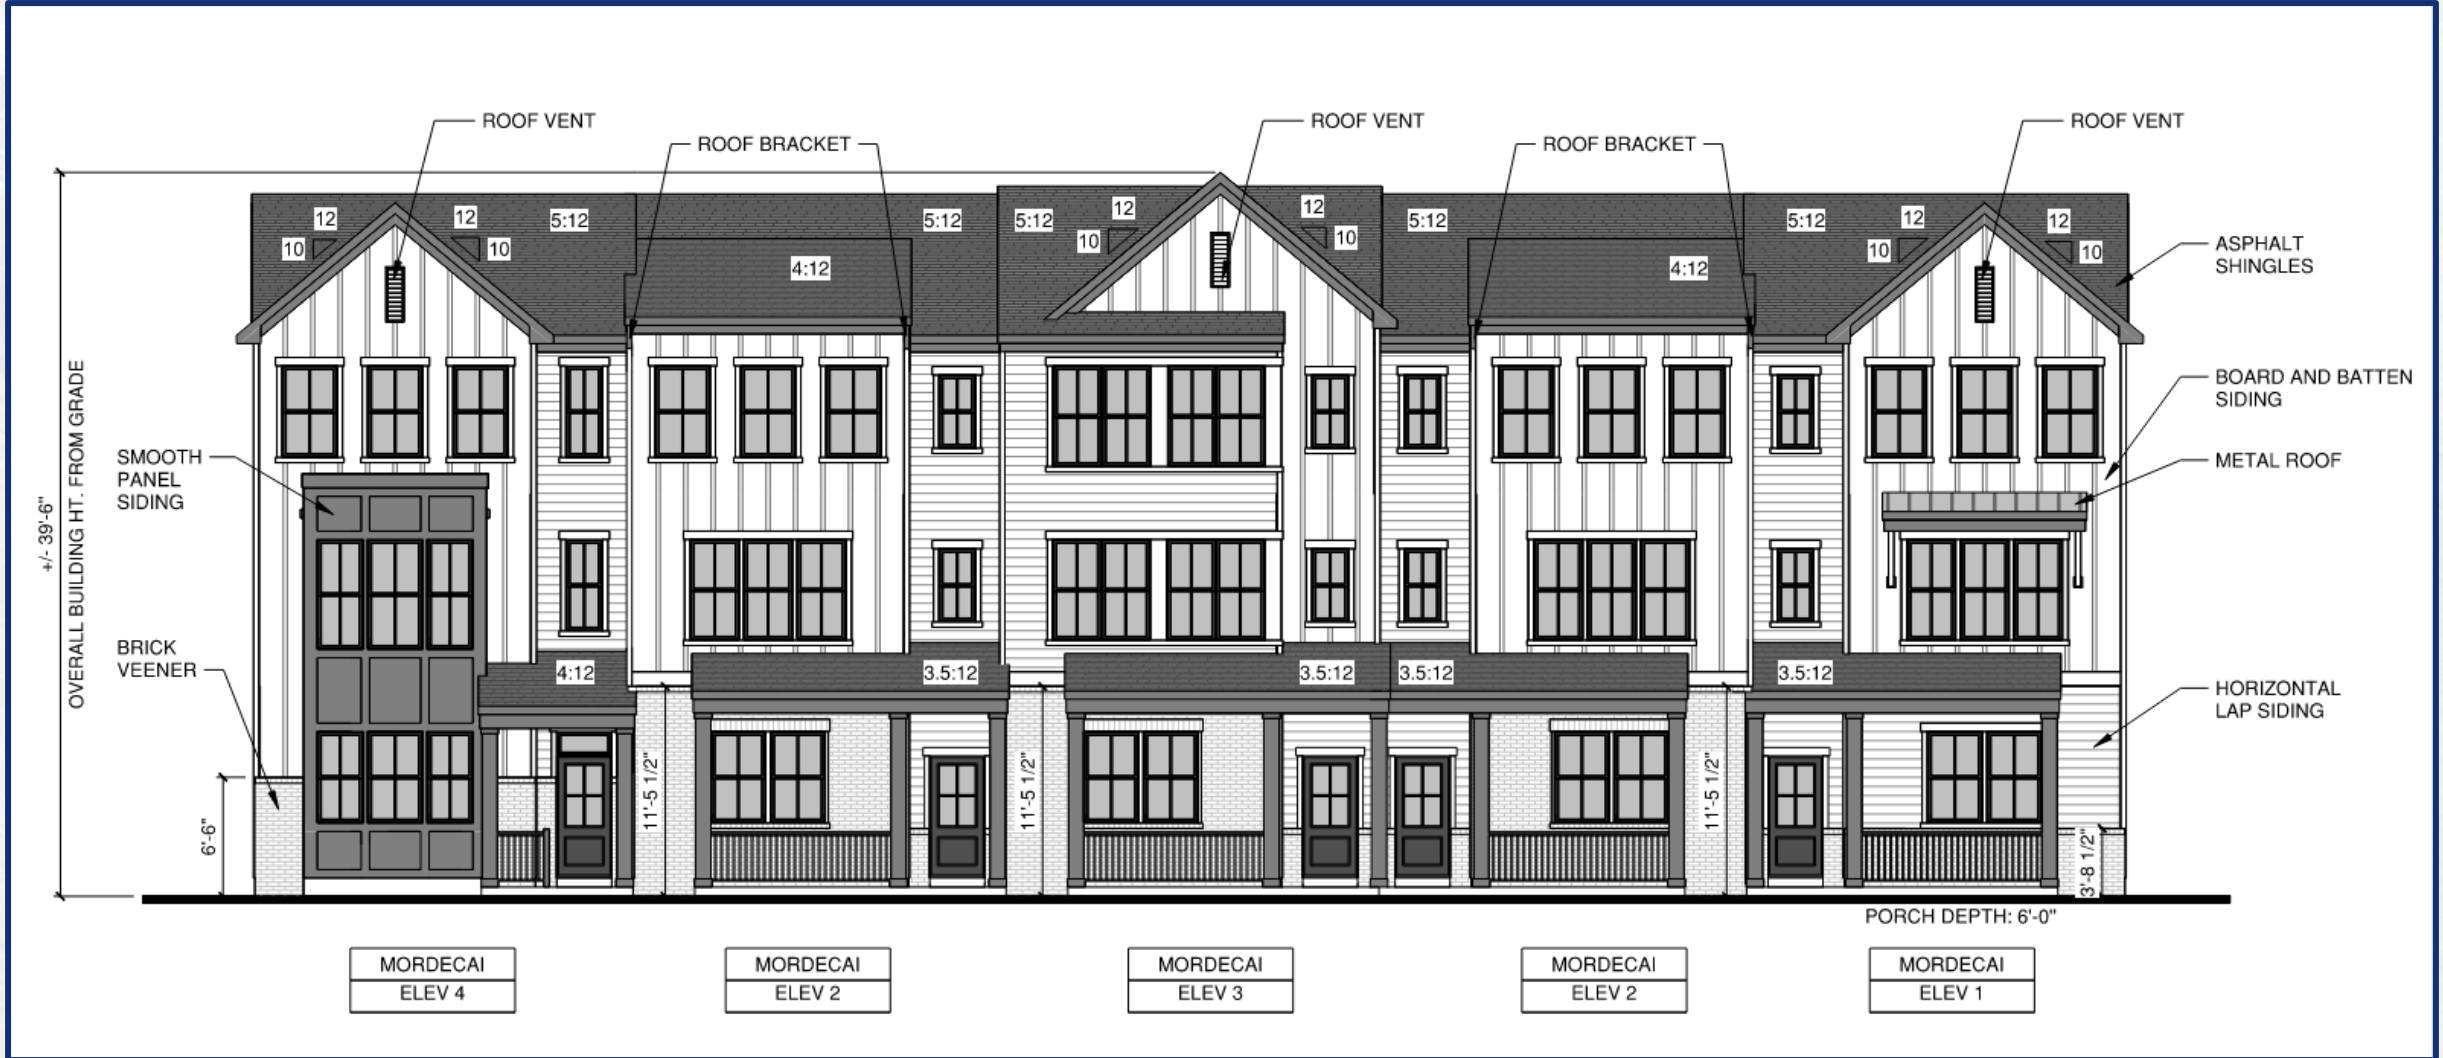 ROOF VENT
ROOF BRACKET
ROOF VENT
ROOF BRACKET
ROOF VENT
12
12
5:12
5:12
5:12
12
12
5:12
5:12
12
12
10
10
10
10
10
10
4:12
4:12
ASPHALT
SHINGLES
BOARD AND BATTEN
SIDING
METAL ROOF
HORIZONTAL
LAP SIDING
SMOOTH
PANEL
SIDING
BRICK
VEENER
+/- 39'-6"
OVERALL BUILDING HT. FROM GRADE
4:12
3.5:12
3.5:12
3.5:12
3.5:12
6'-6"
11'-5 1/2"
11'-5 1/2"
11'-5 1/2"
3'-8 1/2"
PORCH DEPTH: 6'-0"
MORDECAI
ELEV 4
MORDECAI
ELEV 2
MORDECAI
ELEV 3
MORDECAI
ELEV 2
MORDECAI
ELEV 1